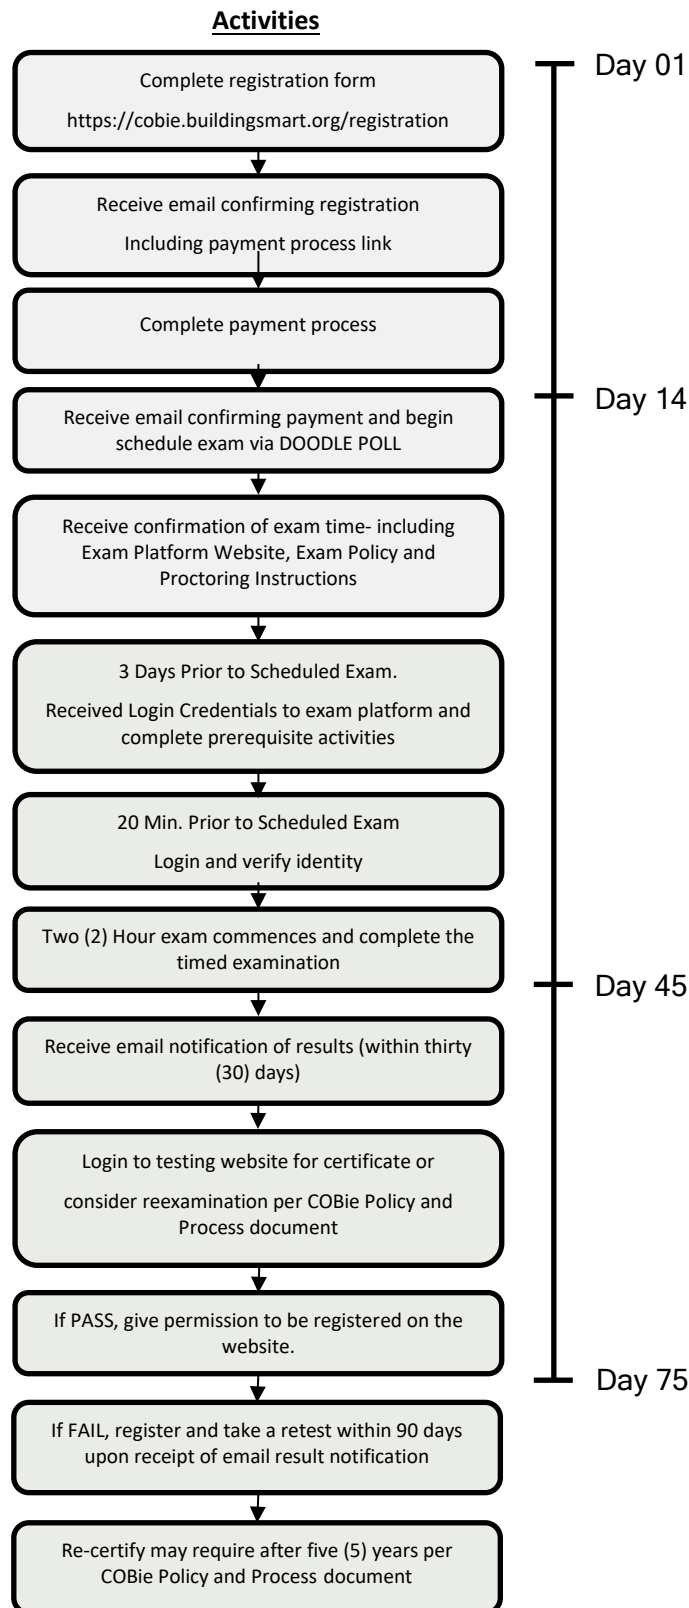 Activities
Complete registration form
https://cobie.buildingsmart.org/registration
Day 01
Receive email confirming registration
Including payment process link
Complete payment process
Day 14
Receive email confirming payment and begin
schedule exam via DOODLE POLL
Receive confirmation of exam time- including
Exam Platform Website, Exam Policy and
Proctoring Instructions
3 Days Prior to Scheduled Exam.
Received Login Credentials to exam platform and
complete prerequisite activities
20 Min. Prior to Scheduled Exam
Login and verify identity
Two (2) Hour exam commences and complete the
timed examination
Day 45
Receive email notification of results (within thirty
(30) days)
Login to testing website for certificate or
consider reexamination per COBie Policy and
Process document
If PASS, give permission to be registered on the
website.
Day 75
If FAIL, register and take a retest within 90 days
upon receipt of email result notification
Re-certify may require after five (5) years per
COBie Policy and Process document